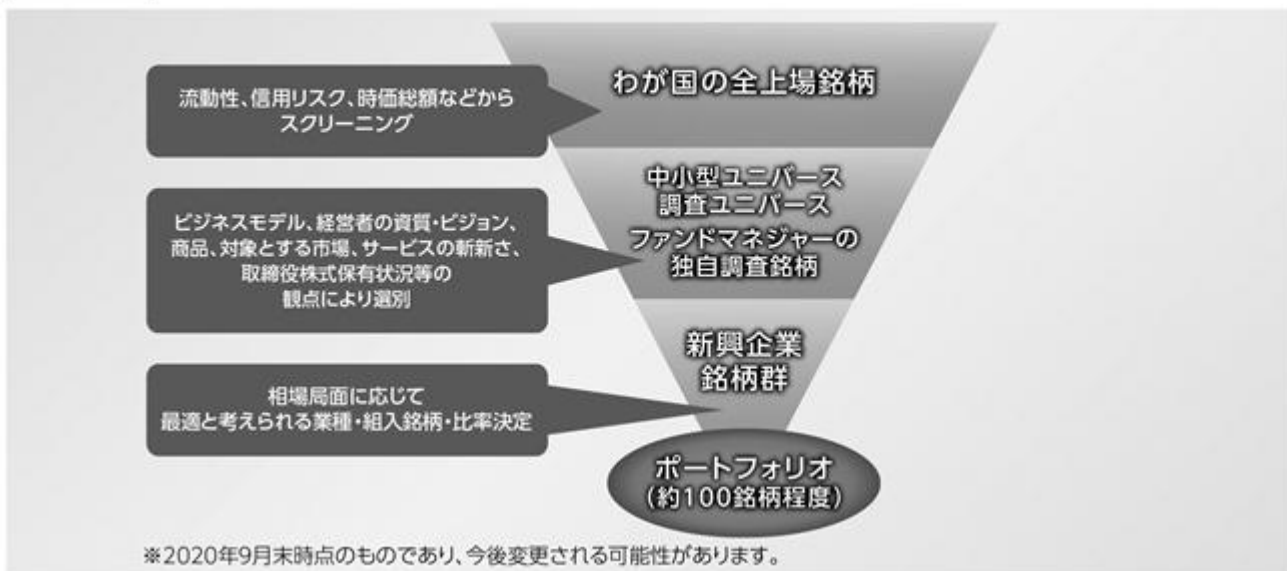 わが国の全上場銘柄
流動性、信用リスク、時価総額などから
スクリーニング
中小型ユニバース
調査ユニバース
ファンドマネジャーの
独自調査銘柄
ビジネスモデル、経営者の資質・ビジョン、
商品、対象とする市場、サービスの斬新さ、
取締役株式保有状況等の
観点により選別
新興企業
銘柄群
相場局面に応じて
最適と考えられる業種・組入銘柄・比率決定
ポートフォリオ
(約100銘柄程度)
※2020年9月末時点のものであり、今後変更される可能性があります。